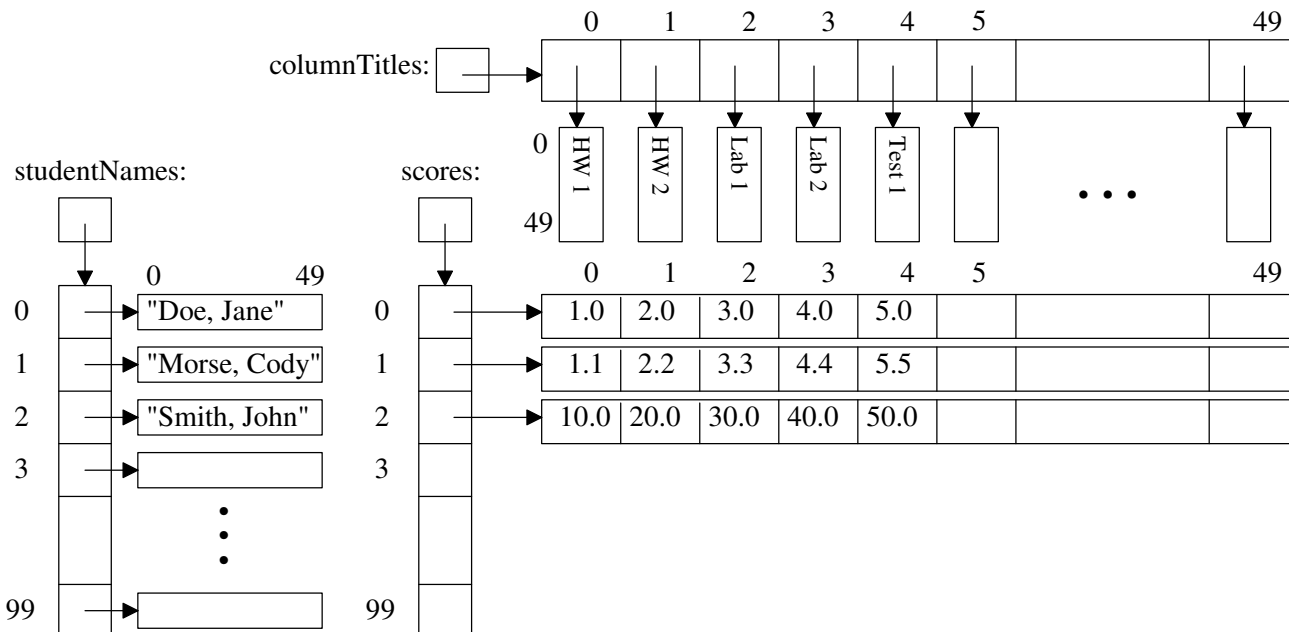 0 1 2 3 4 5 49
columnTitles:
0
49
HW 1
HW 2
Lab 1
Lab 2
Test 1
• • •
studentNames:
scores:
0 49
0 1 2 3 4 5 49
0 "Doe, Jane"
0 1.0 2.0 3.0 4.0 5.0
1 "Morse, Cody"
1 1.1 2.2 3.3 4.4 5.5
2 "Smith, John"
2 10.0 20.0 30.0 40.0 50.0
3
3
99
99